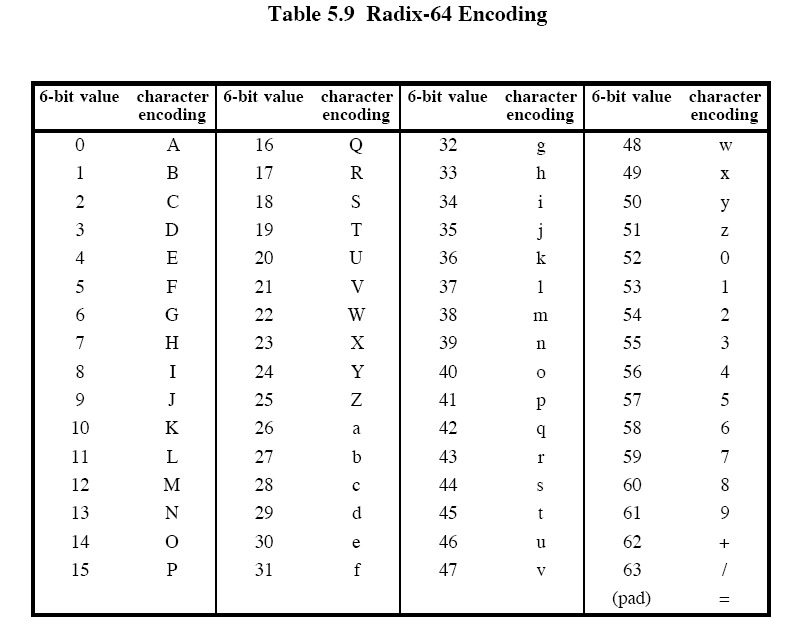 Table 5.9 Radix-64 Encoding
6-bit value character encoding 6-bit value character encoding 6-bit value character encoding 6-bit value character encoding
0 A 16 Q 32 g 48 w
1 B 17 R 33 h 49 x
2 C 18 S 34 i 50 y
3 D 19 T 35 j 51 z
4 E 20 U 36 k 52 0
5 F 21 V 37 l 53 1
6 G 22 W 38 m 54 2
7 H 23 X 39 n 55 3
8 I 24 Y 40 o 56 4
9 J 25 Z 41 p 57 5
10 K 26 a 42 q 58 6
11 L 27 b 43 r 59 7
12 M 28 c 44 s 60 8
13 N 29 d 45 t 61 9
14 O 30 e 46 u 62 +
15 P 31 f 47 v 63 /
(pad) =